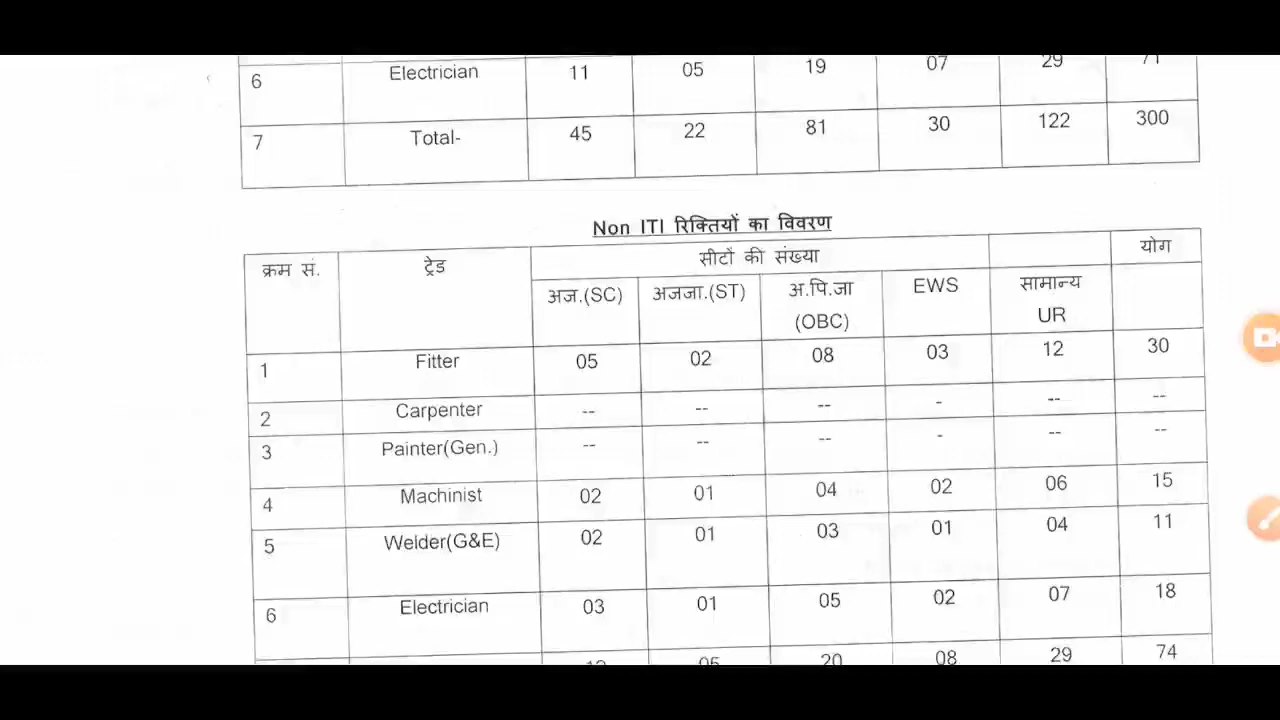 6 Electrician 11 05 19 07 29 71
7 Total- 45 22 81 30 122 300
Non ITI रिक्तियों का विवरण
क्रम सं. ट्रेड सीटों की संख्या योग
अज.(SC) अजजा.(ST) अ.पि.जा (OBC) EWS सामान्य UR
1 Fitter 05 02 08 03 12 30
2 Carpenter -- -- -- - -- --
3 Painter(Gen.) -- -- -- - -- --
4 Machinist 02 01 04 02 06 15
5 Welder(G&E) 02 01 03 01 04 11
6 Electrician 03 01 05 02 07 18
12 05 20 08 29 74